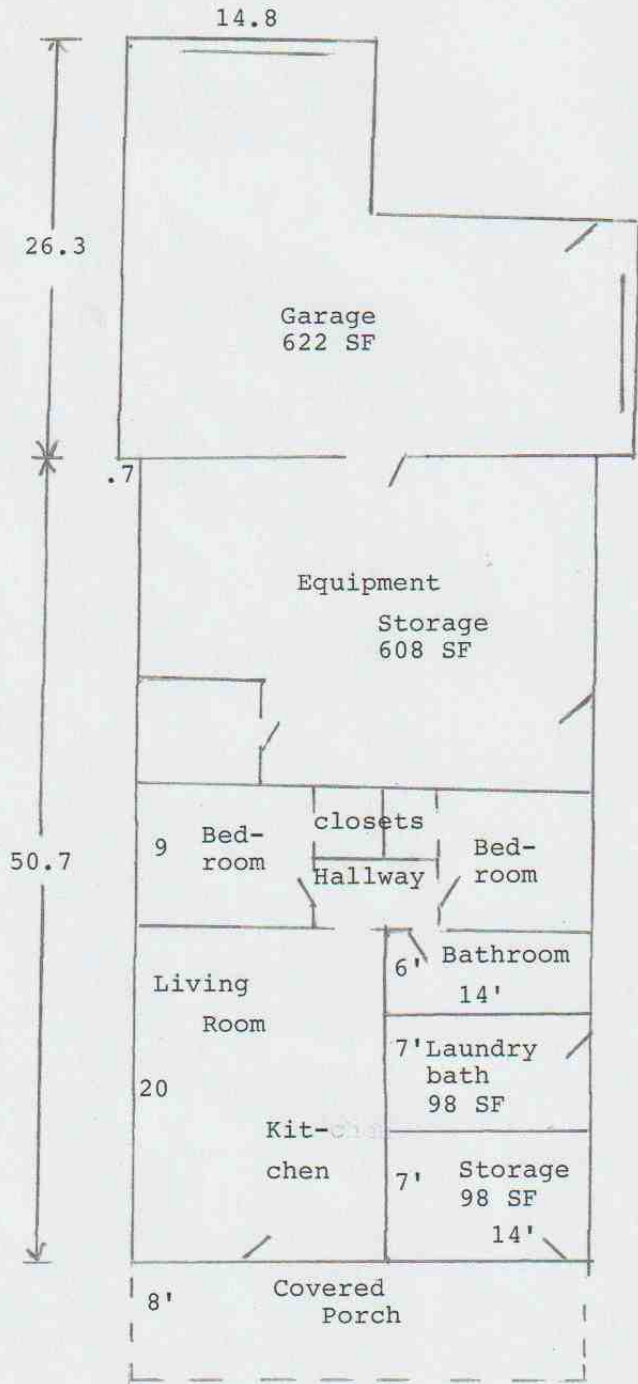 14.8
26.3
Garage
622 SF
.7
Equipment
Storage
608 SF
50.7
9
Bed-
room
closets
Hallway
Bed-
room
Living
Room
6'
Bathroom
14'
20
7'
Laundry
bath
98 SF
Kit-
chen
7'
Storage
98 SF
14'
8'
Covered
Porch